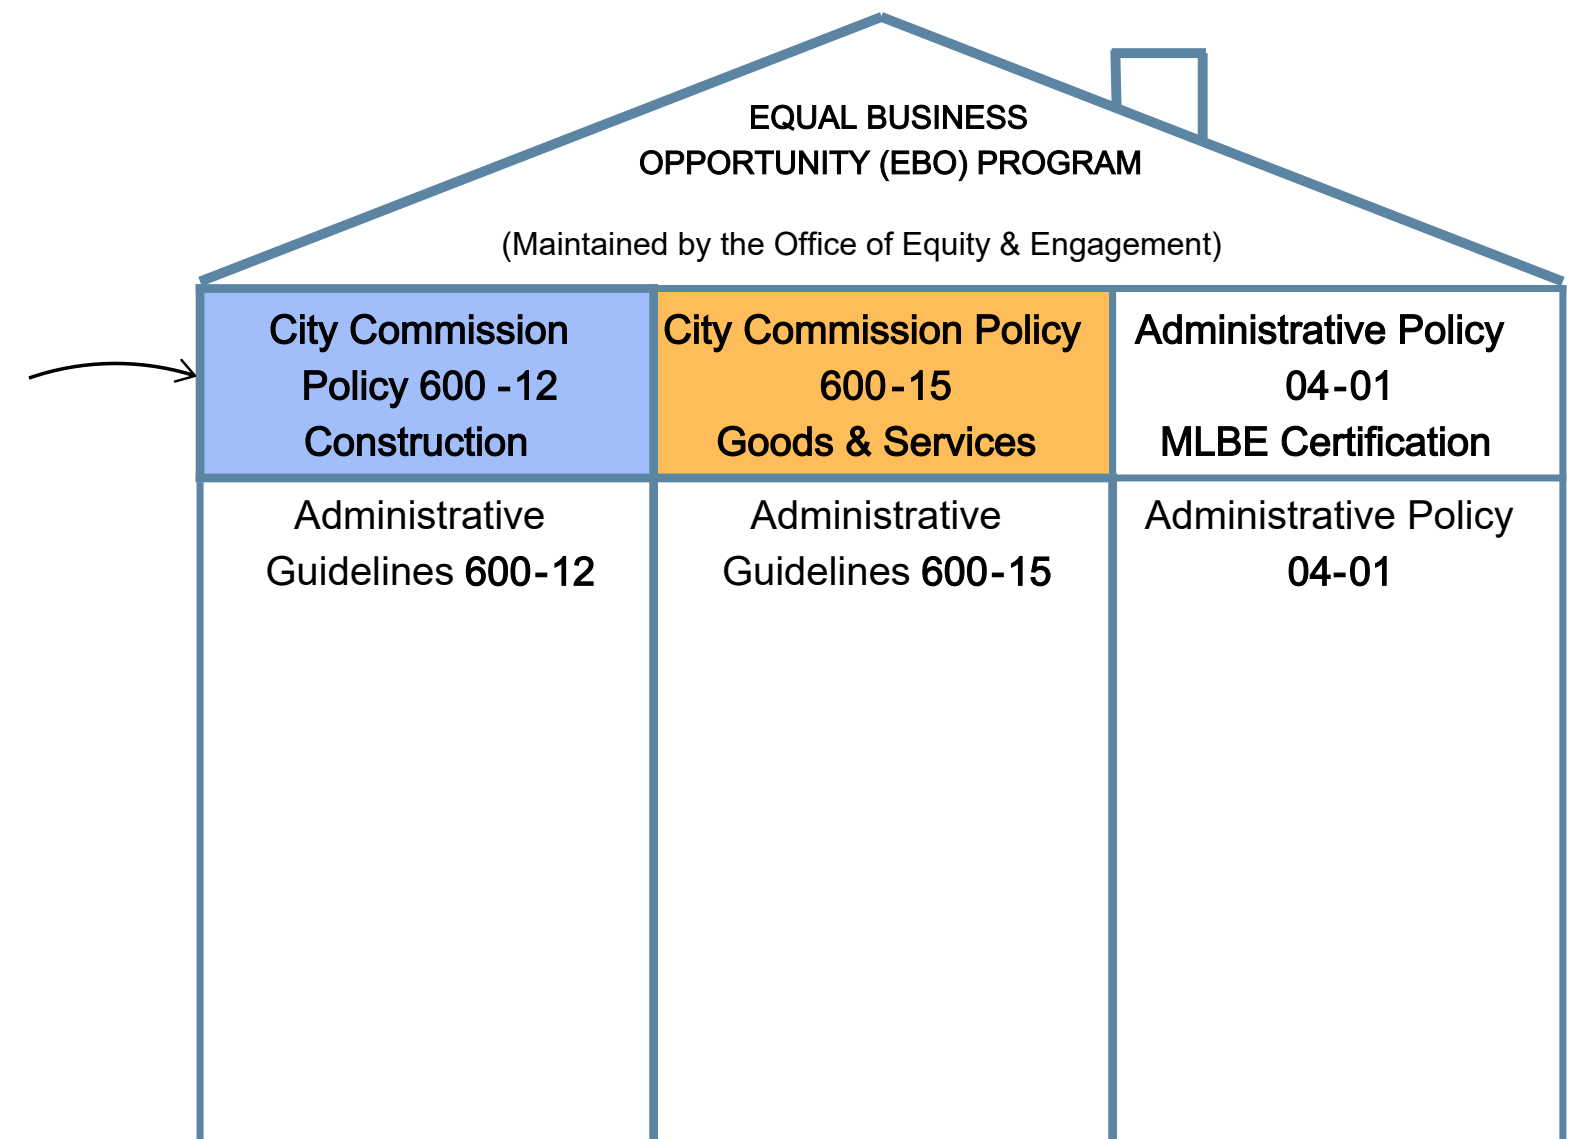 EQUAL BUSINESS
OPPORTUNITY (EBO) PROGRAM
(Maintained by the Office of Equity & Engagement)
City Commission
Policy 600 -12
Construction
City Commission Policy
600-15
Goods & Services
Administrative Policy
04-01
MLBE Certification
Administrative
Guidelines 600-12
Administrative
Guidelines 600-15
Administrative Policy
04-01